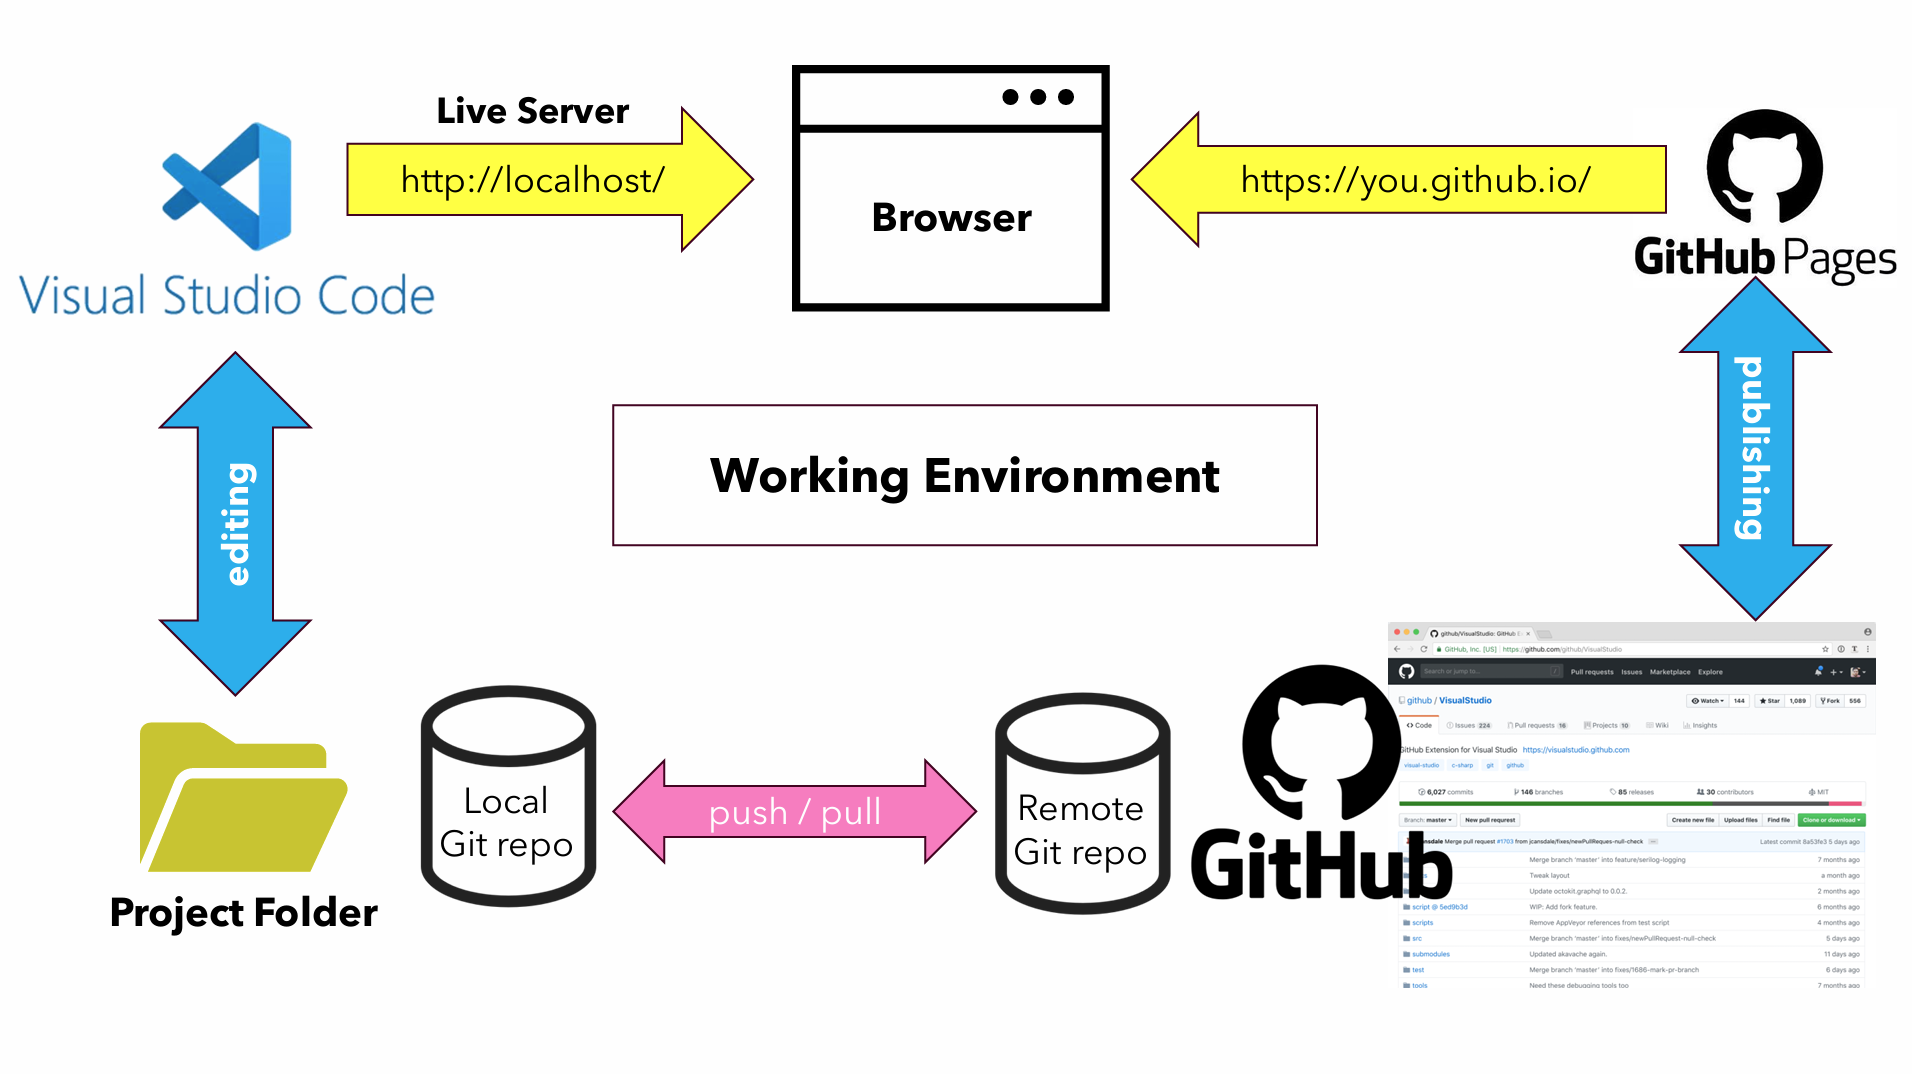 Live Server
http://localhost/
Visual Studio Code
Browser
https://you.github.io/
GitHub Pages
editing
Working Environment
publishing
Project Folder
Local
Git repo
push / pull
Remote
Git repo
GitHub
github/VisualStudio: GitHub
GitHub, Inc. [US] https://github.com/github/VisualStudio
Search or jump to... / Pull requests Issues Marketplace Explore
github / VisualStudio Watch 144 Star 1,089 Fork 556
Code Issues 224 Pull requests 16 Projects 10 Wiki Insights
GitHub Extension for Visual Studio https://visualstudio.github.com
visual-studio c-sharp git github
6,027 commits 146 branches 85 releases 30 contributors MIT
Branch: master New pull requrest Create new file Upload files Find file Clone or download
Merge pull request #1703 from jcansdale/fixes/newPullReques-null-check Latest commit 8a53fe3 5 days ago
Merge branch 'master' into feature/serilog-logging 7 months ago
Tweak layout a month ago
Update octokit.graphql to 0.0.2. 2 months ago
script @ 5ed9b3d WIP: Add fork feature. 6 months ago
scripts Remove AppVeyor references from test script 4 months ago
src Merge branch 'master' into fixes/newPullRequest-null-check 5 days ago
submodules Updated akavache again. 11 days ago
test Merge branch 'master' into fixes/1686-mark-pr-branch 6 days ago
tools Need these debugging tools too 7 months ago